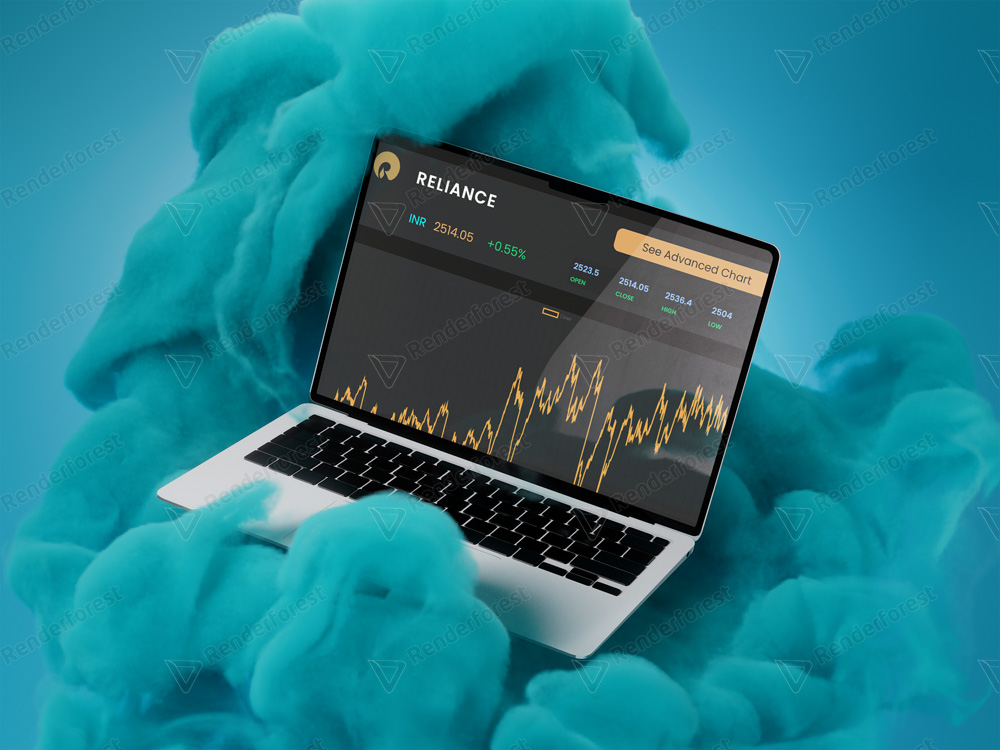 RELIANCE
INR 2514.05 +0.55%
See Advanced Chart
2523.5 2514.05 2536.4 2504
OPEN CLOSE HIGH LOW
Renderforest